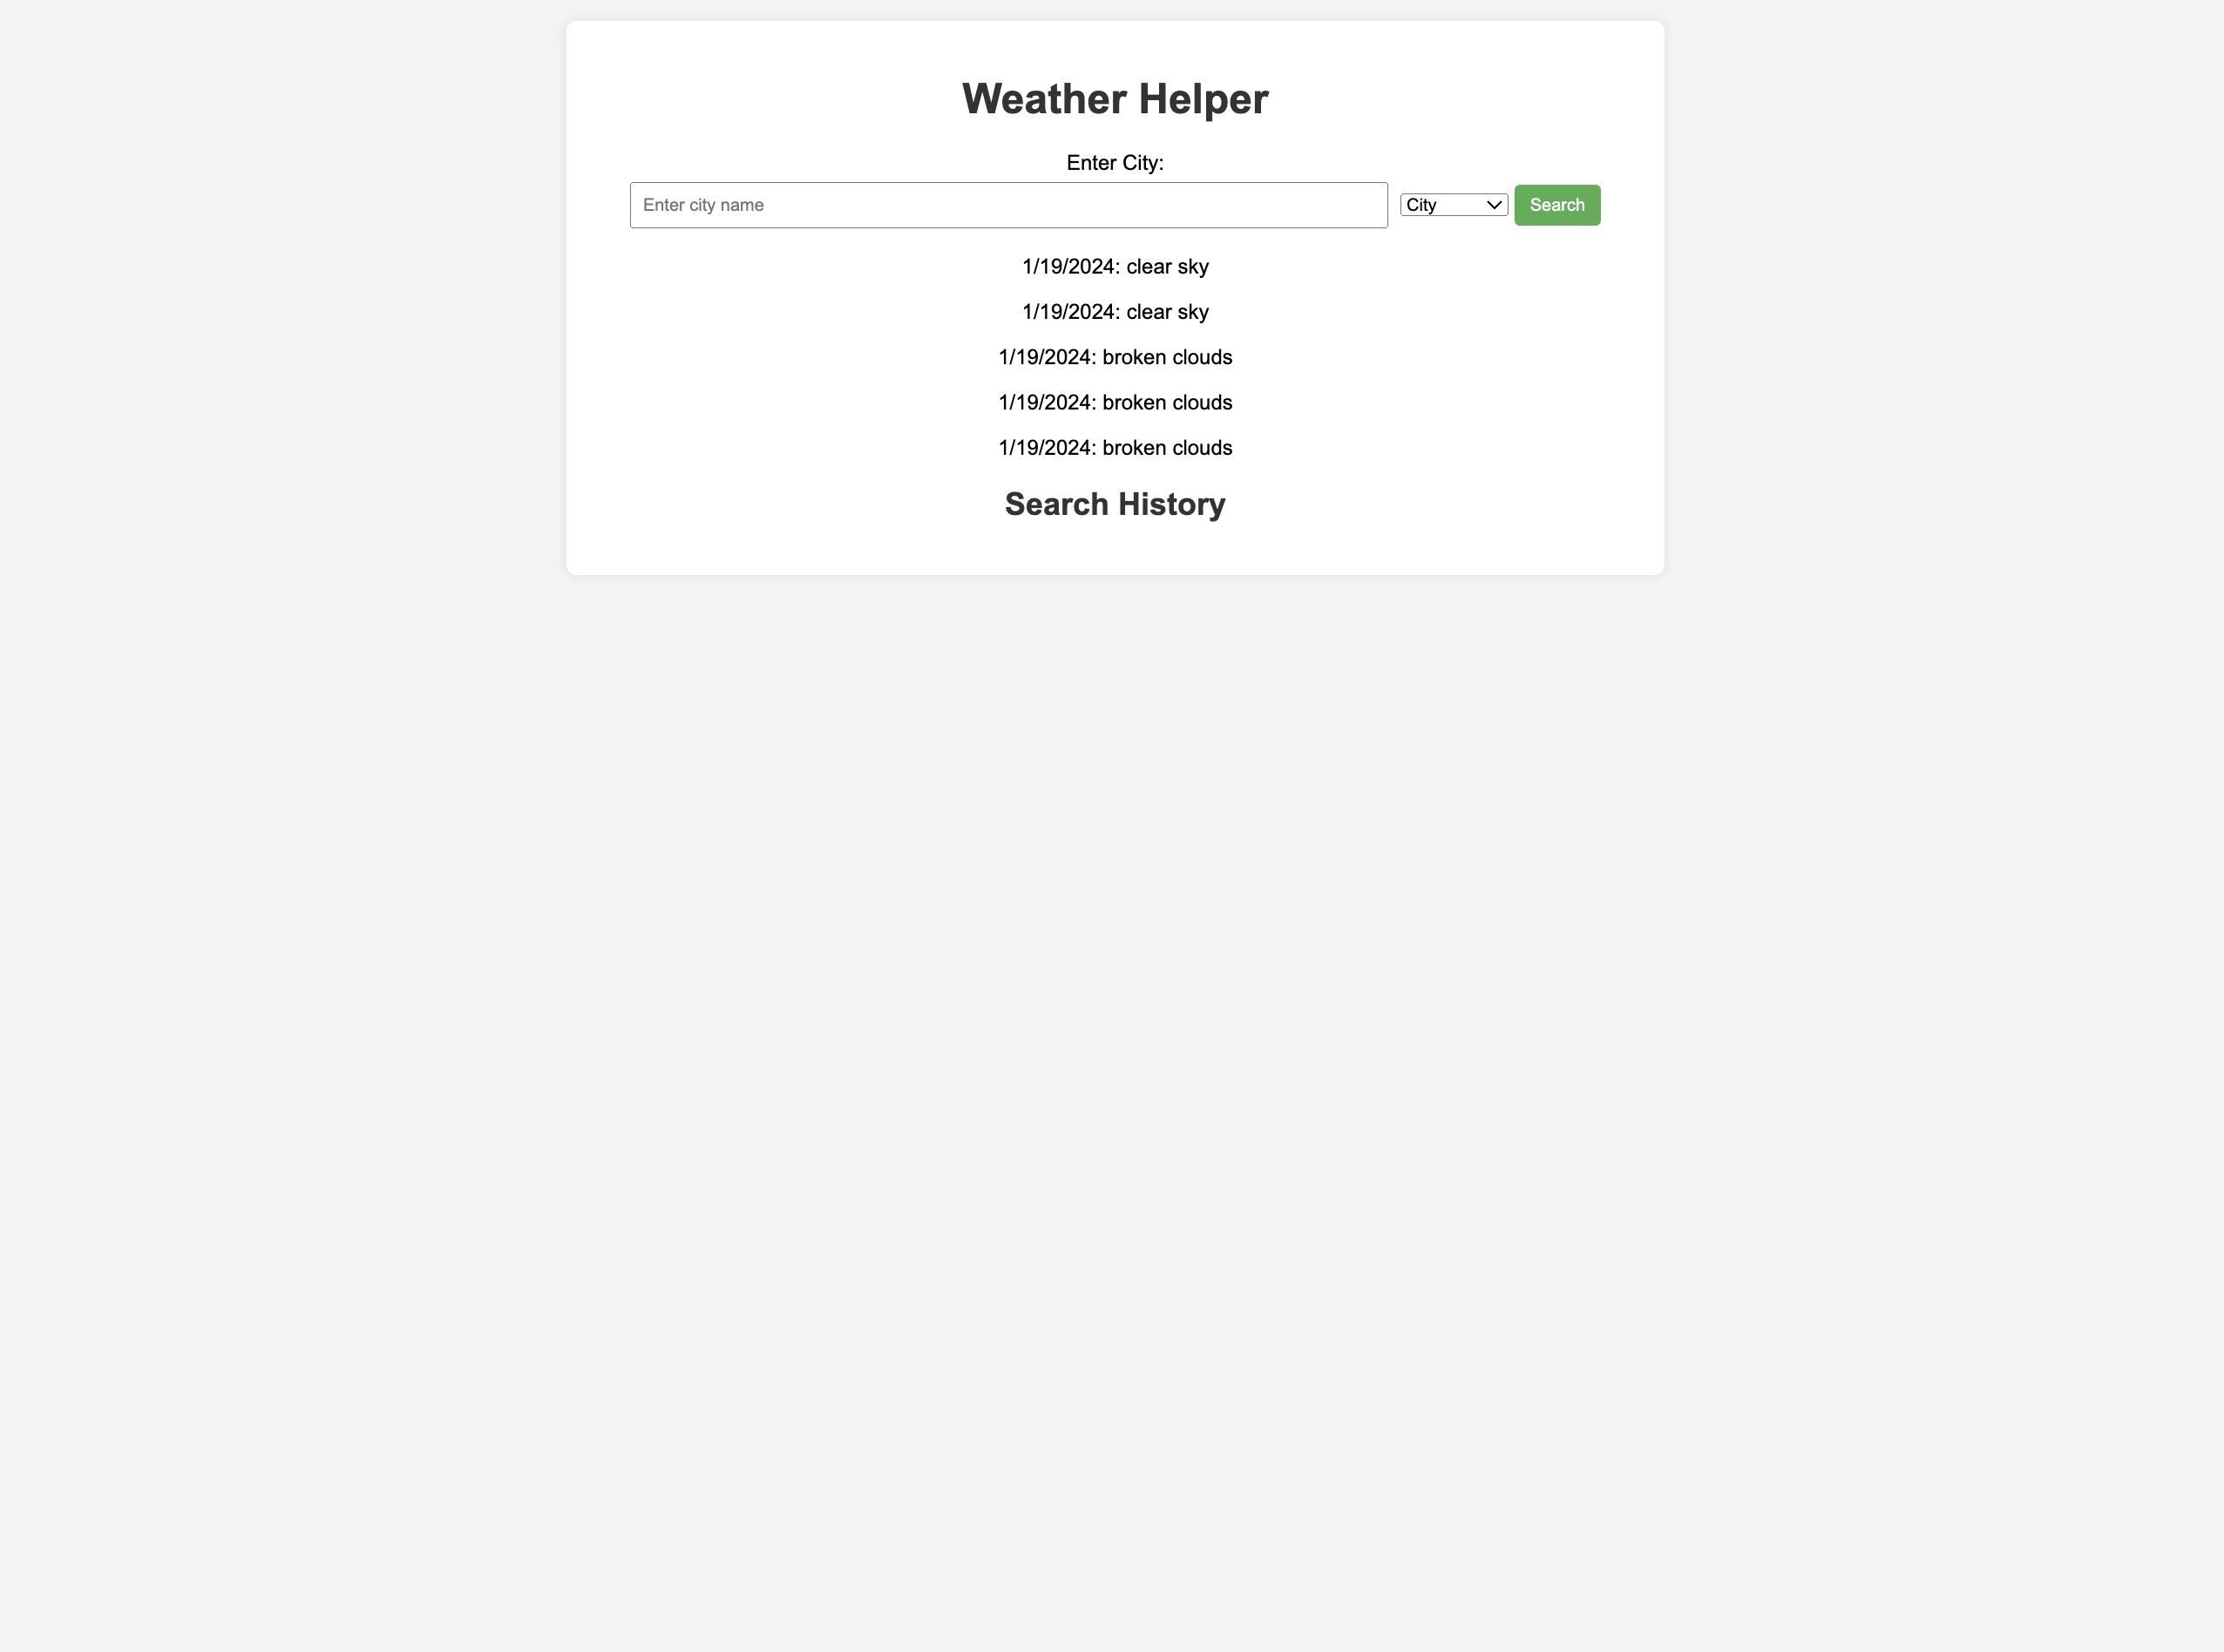 Weather Helper
Enter City:
Enter city name City Search
1/19/2024: clear sky
1/19/2024: clear sky
1/19/2024: broken clouds
1/19/2024: broken clouds
1/19/2024: broken clouds
Search History